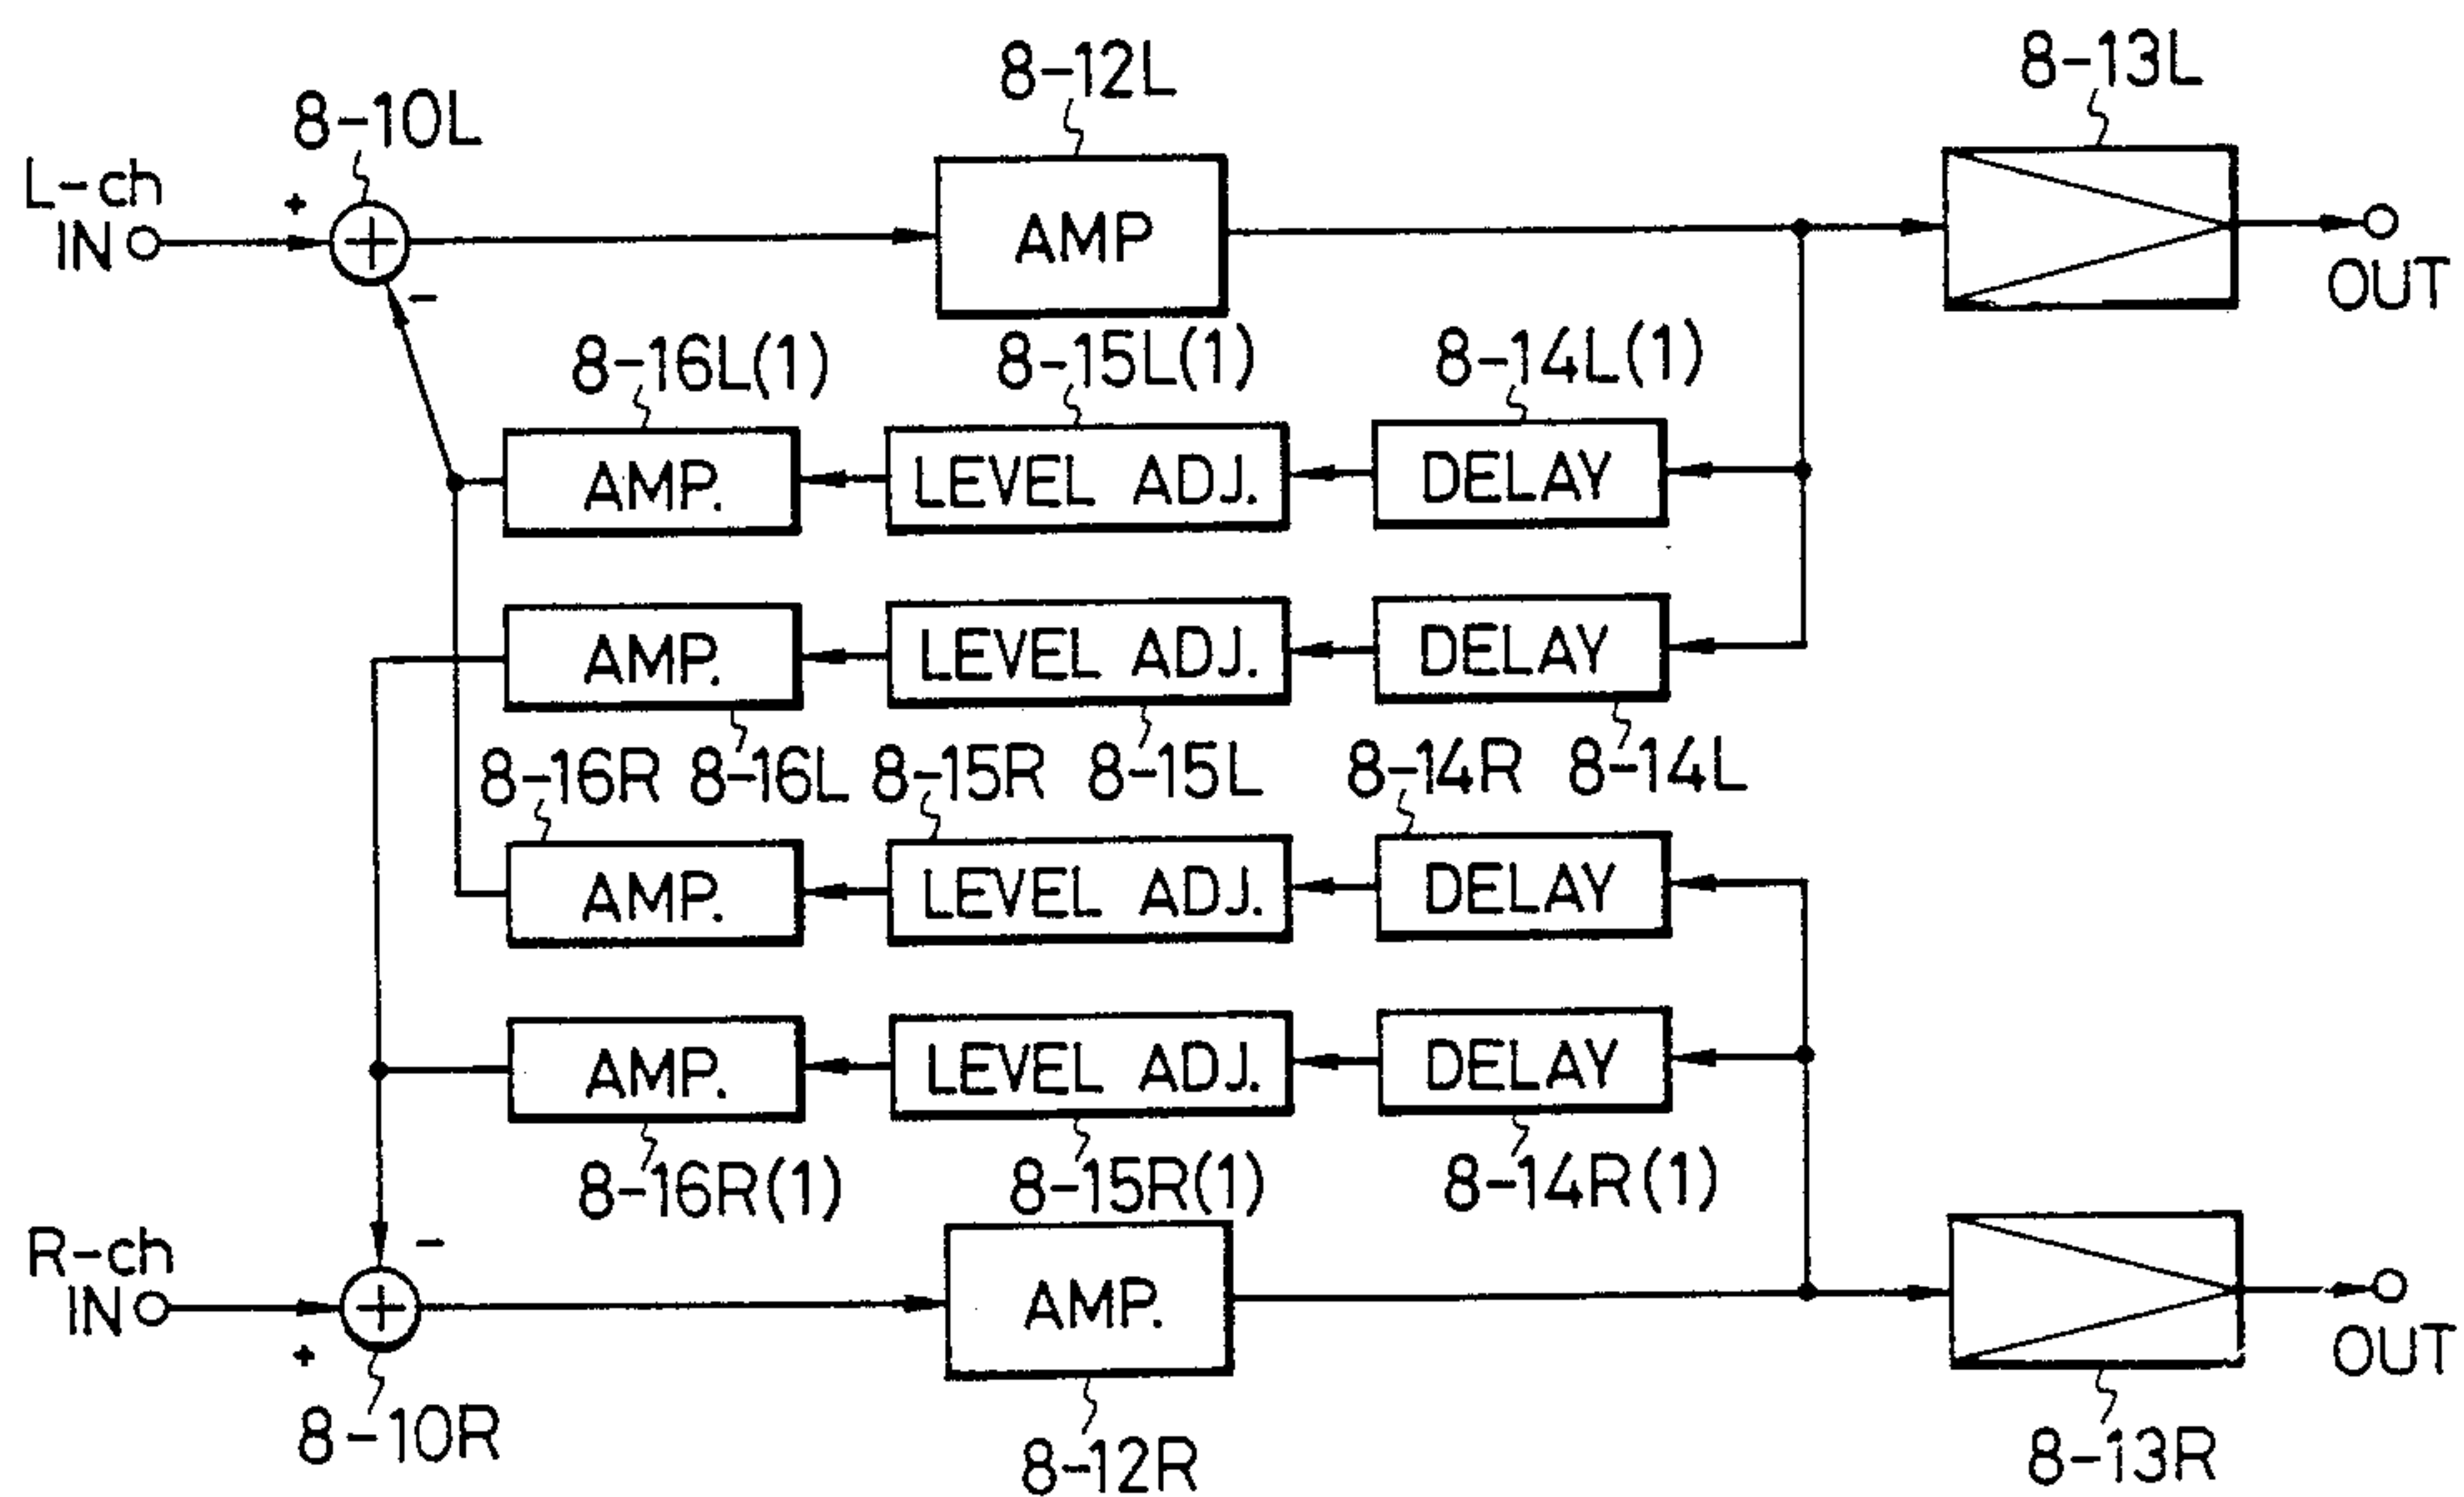 8-12L
8-13L
8-10L
L-ch
IN
+
AMP
OUT
-
8-16L(1) 8-15L(1) 8-14L(1)
AMP. LEVEL ADJ. DELAY
AMP. LEVEL ADJ. DELAY
8-16R 8-16L 8-15R 8-15L 8-14R 8-14L
AMP. LEVEL ADJ. DELAY
AMP. LEVEL ADJ. DELAY
8-16R(1) 8-15R(1) 8-14R(1)
R-ch
IN
-
+
AMP.
OUT
8-10R
8-12R
8-13R